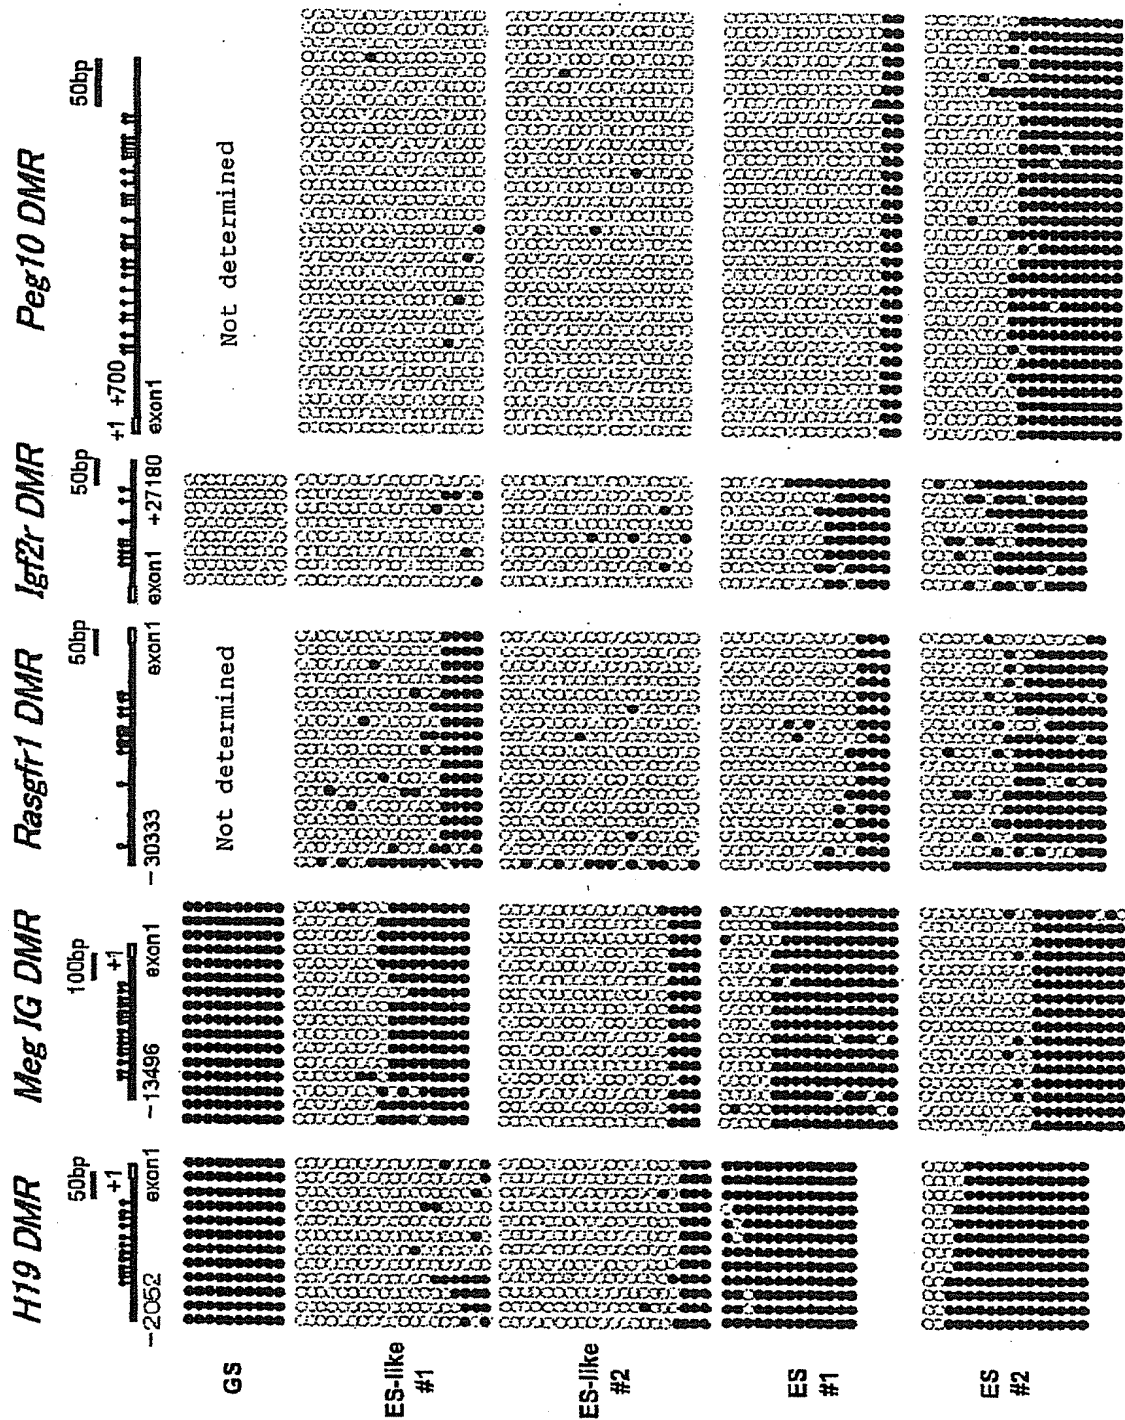 H19 DMR
Meg IG DMR
Rasgfr1 DMR
Igf2r DMR
Peg10 DMR
50bp
100bp
50bp
50bp
50bp
−2052
+1
exon1
−13496
+1
exon1
−30333
exon1
exon1
+27180
+1
+700
exon1
GS
Not determined
Not determined
ES-like
#1
ES-like
#2
ES
#1
ES
#2